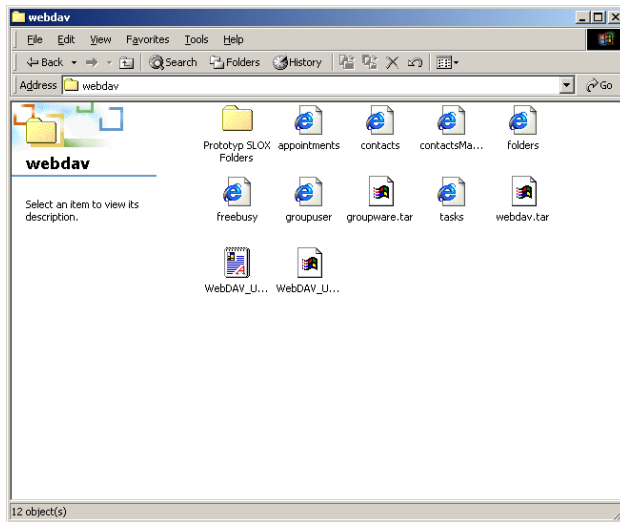 webdav
File Edit View Favorites Tools Help
Back Search Folders History
Address webdav Go
webdav
Select an item to view its
description.
Prototyp SLOX
Folders
appointments contacts contactsMa... folders
freebusy groupuser groupware.tar tasks webdav.tar
WebDAV_U... WebDAV_U...
12 object(s)